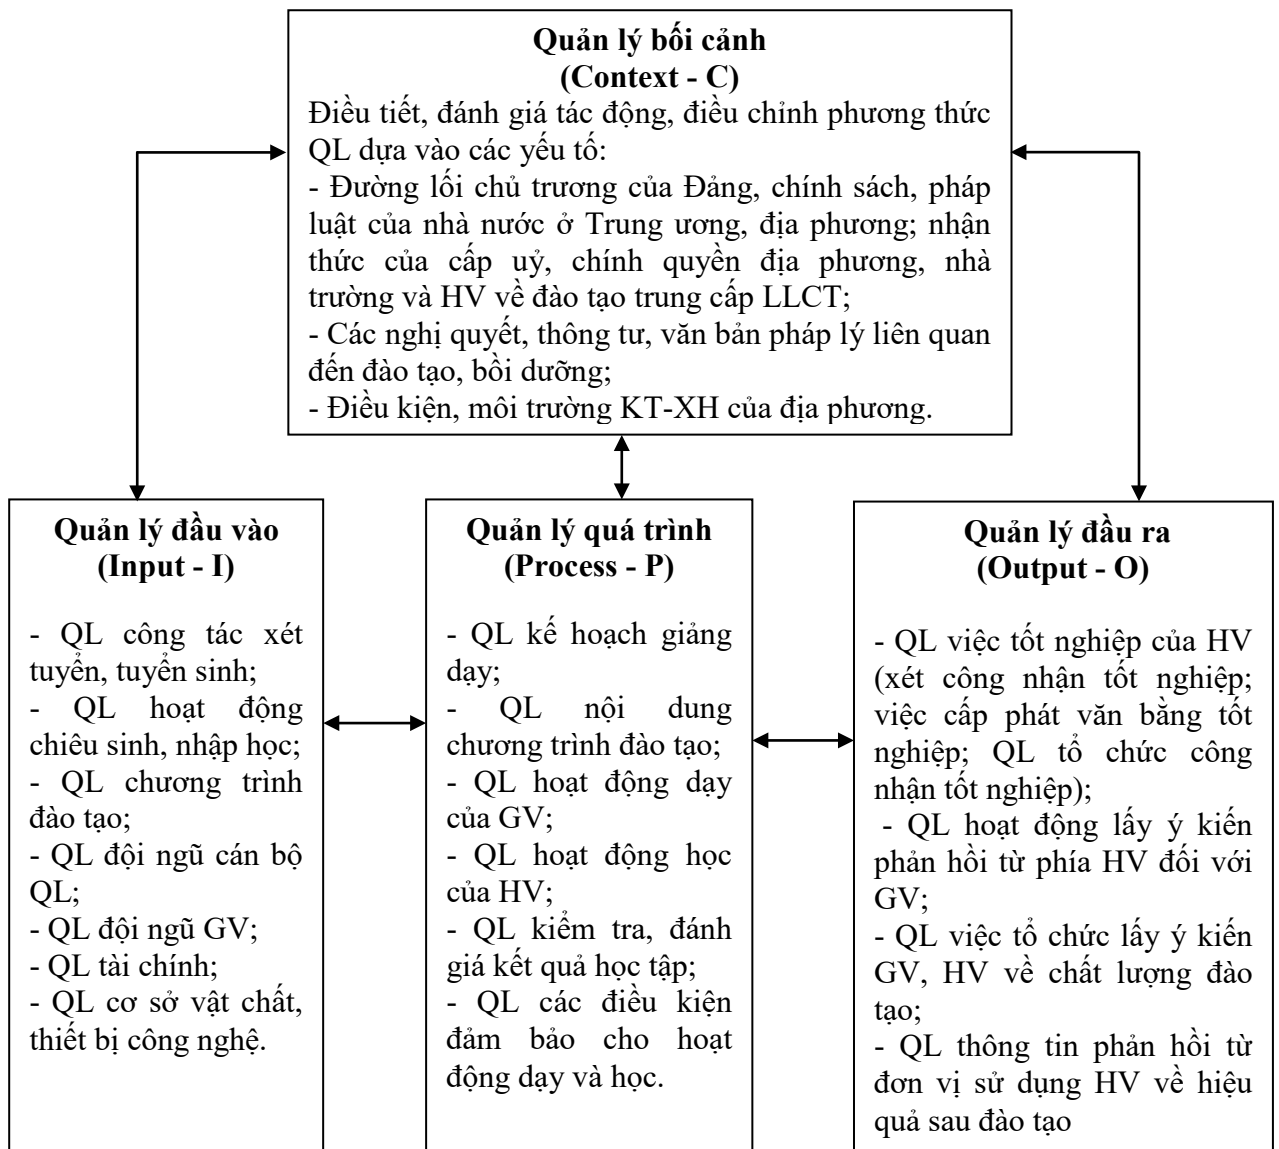 Quản lý bối cảnh
(Context - C)
Điều tiết, đánh giá tác động, điều chỉnh phương thức
QL dựa vào các yếu tố:
- Đường lối chủ trương của Đảng, chính sách, pháp
luật của nhà nước ở Trung ương, địa phương; nhận
thức của cấp uỷ, chính quyền địa phương, nhà
trường và HV về đào tạo trung cấp LLCT;
- Các nghị quyết, thông tư, văn bản pháp lý liên quan
đến đào tạo, bồi dưỡng;
- Điều kiện, môi trường KT-XH của địa phương.
Quản lý đầu vào
(Input - I)
- QL công tác xét
tuyển, tuyển sinh;
- QL hoạt động
chiêu sinh, nhập học;
- QL chương trình
đào tạo;
- QL đội ngũ cán bộ
QL;
- QL đội ngũ GV;
- QL tài chính;
- QL cơ sở vật chất,
thiết bị công nghệ.
Quản lý quá trình
(Process - P)
- QL kế hoạch giảng
dạy;
- QL nội dung
chương trình đào tạo;
- QL hoạt động dạy
của GV;
- QL hoạt động học
của HV;
- QL kiểm tra, đánh
giá kết quả học tập;
- QL các điều kiện
đảm bảo cho hoạt
động dạy và học.
Quản lý đầu ra
(Output - O)
- QL việc tốt nghiệp của HV
(xét công nhận tốt nghiệp;
việc cấp phát văn bằng tốt
nghiệp; QL tổ chức công
nhận tốt nghiệp);
- QL hoạt động lấy ý kiến
phản hồi từ phía HV đối với
GV;
- QL việc tổ chức lấy ý kiến
GV, HV về chất lượng đào
tạo;
- QL thông tin phản hồi từ
đơn vị sử dụng HV về hiệu
quả sau đào tạo